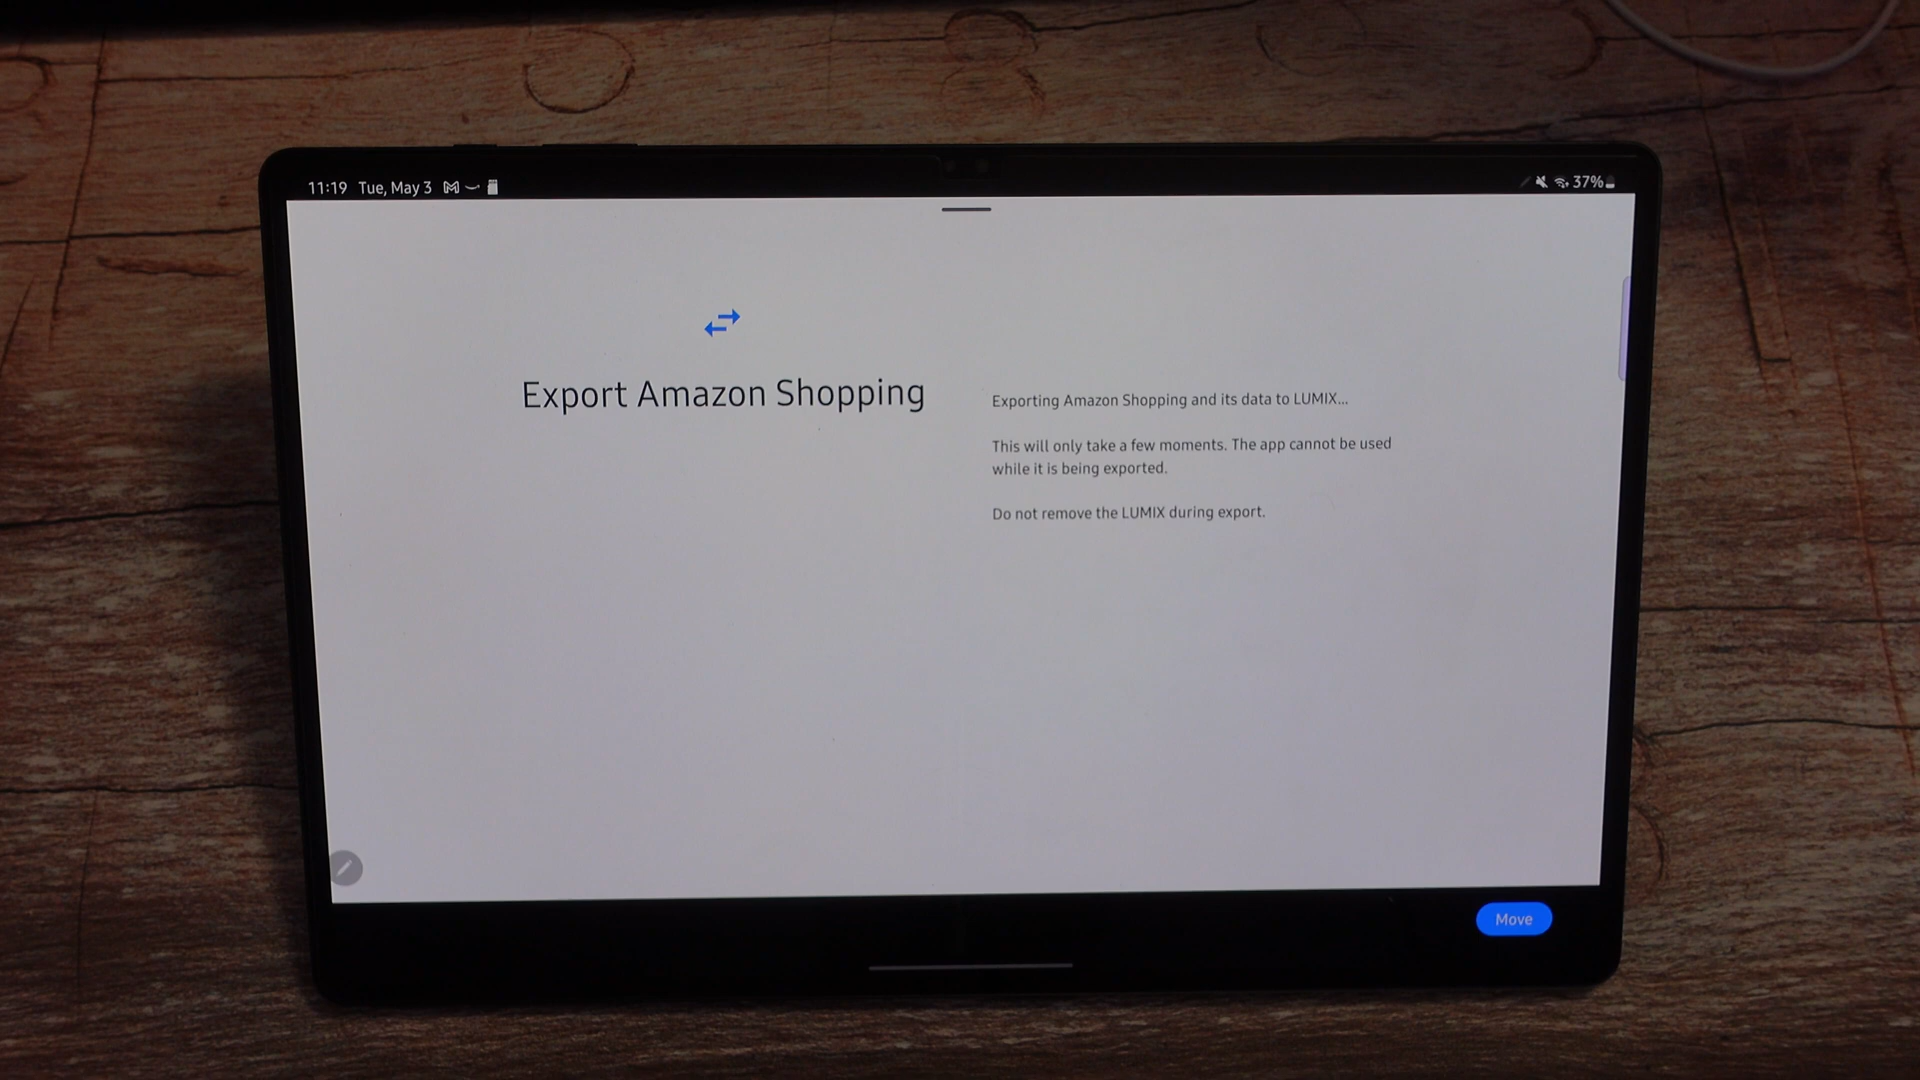 11:19 Tue, May 3
37%
Export Amazon Shopping
Exporting Amazon Shopping and its data to LUMIX...
This will only take a few moments. The app cannot be used
while it is being exported.
Do not remove the LUMIX during export.
Move